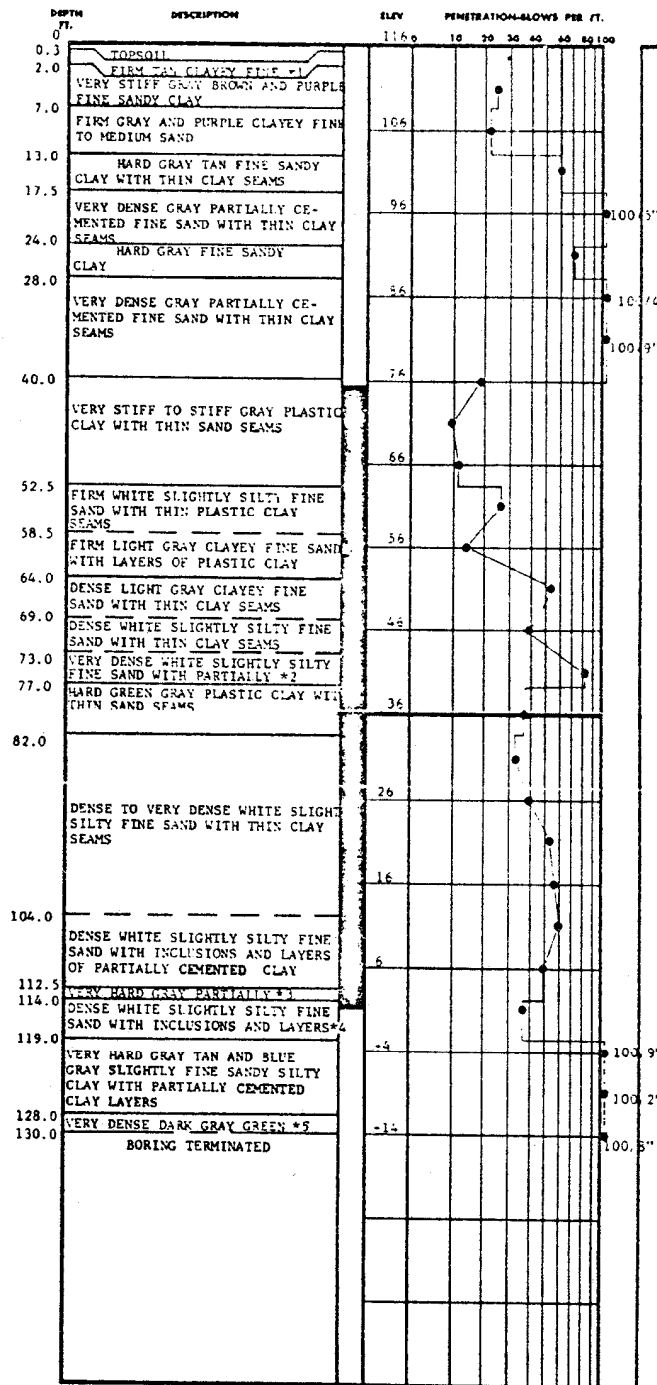 DEPTH FT. DESCRIPTION ELEV PENETRATION-BLOWS PER FT.
0 116 0 10 20 30 40 60 80 100
0.3 TOPSOIL
2.0 FIRM TAN CLAYEY FINE *1
VERY STIFF GRAY BROWN AND PURPLE
FINE SANDY CLAY
7.0
FIRM GRAY AND PURPLE CLAYEY FINE
TO MEDIUM SAND
106
13.0
HARD GRAY TAN FINE SANDY
CLAY WITH THIN CLAY SEAMS
17.5
VERY DENSE GRAY PARTIALLY CE-
MENTED FINE SAND WITH THIN CLAY
SEAMS
96
24.0
HARD GRAY FINE SANDY
CLAY
28.0
86
VERY DENSE GRAY PARTIALLY CE-
MENTED FINE SAND WITH THIN CLAY
SEAMS
100/9"
40.0 76
VERY STIFF TO STIFF GRAY PLASTIC
CLAY WITH THIN SAND SEAMS
66
52.5
FIRM WHITE SLIGHTLY SILTY FINE
SAND WITH THIN PLASTIC CLAY
SEAMS
58.5 56
FIRM LIGHT GRAY CLAYEY FINE SAND
WITH LAYERS OF PLASTIC CLAY
64.0
DENSE LIGHT GRAY CLAYEY FINE
SAND WITH THIN CLAY SEAMS
69.0 46
DENSE WHITE SLIGHTLY SILTY FINE
SAND WITH THIN CLAY SEAMS
73.0
VERY DENSE WHITE SLIGHTLY SILTY
FINE SAND WITH PARTIALLY *2
77.0
HARD GREEN GRAY PLASTIC CLAY WIT
THIN SAND SEAMS
36
82.0
26
DENSE TO VERY DENSE WHITE SLIGHT
SILTY FINE SAND WITH THIN CLAY
SEAMS
16
104.0
DENSE WHITE SLIGHTLY SILTY FINE
SAND WITH INCLUSIONS AND LAYERS
OF PARTIALLY CEMENTED CLAY
6
112.5
VERY HARD GRAY PARTIALLY *3
114.0
DENSE WHITE SLIGHTLY SILTY FINE
SAND WITH INCLUSIONS AND LAYERS*4
119.0
-4 100/9"
VERY HARD GRAY TAN AND BLUE
GRAY SLIGHTLY FINE SANDY SILTY
CLAY WITH PARTIALLY CEMENTED
CLAY LAYERS
100/2"
128.0
VERY DENSE DARK GRAY GREEN *5
130.0 -14
BORING TERMINATED